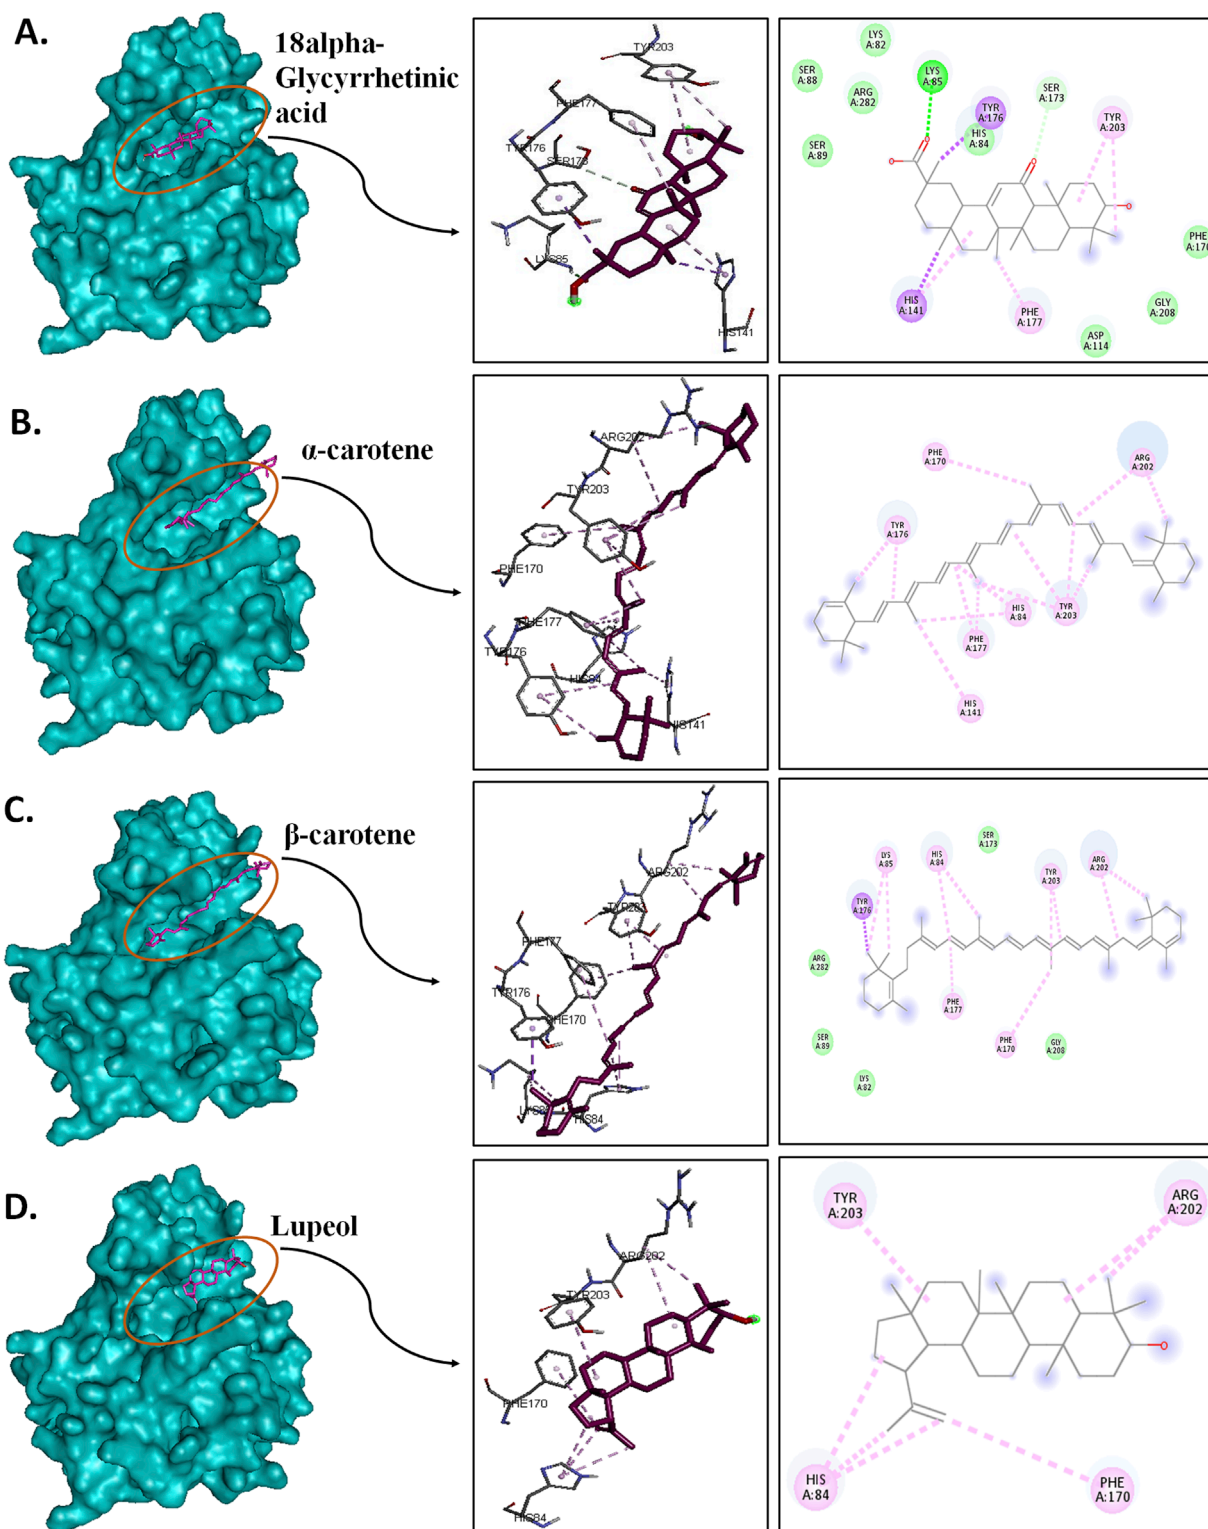 A.
18alpha-
Glycyrrhetinic
acid
TYR203
PHE177
TYR176
SER173
LYS85
HIS141
LYS
A:82
SER
A:88
ARG
A:282
LYS
A:85
TYR
A:176
HIS
A:84
SER
A:173
TYR
A:203
SER
A:89
O
O
O
O
PHE
A:170
HIS
A:141
PHE
A:177
GLY
A:208
ASP
A:114
B.
α-carotene
ARG202
TYR203
PHE170
PHE177
TYR176
HIS84
HIS141
PHE
A:170
ARG
A:202
TYR
A:176
HIS
A:84
TYR
A:203
PHE
A:177
HIS
A:141
C.
β-carotene
ARG202
TYR203
PHE177
TYR176
PHE170
HIS84
LYS
A:85
HIS
A:84
SER
A:173
TYR
A:203
ARG
A:202
TYR
A:176
ARG
A:282
PHE
A:177
SER
A:89
PHE
A:170
GLY
A:208
LYS
A:82
D.
Lupeol
ARG202
TYR203
PHE170
HIS84
TYR
A:203
ARG
A:202
O
HIS
A:84
PHE
A:170